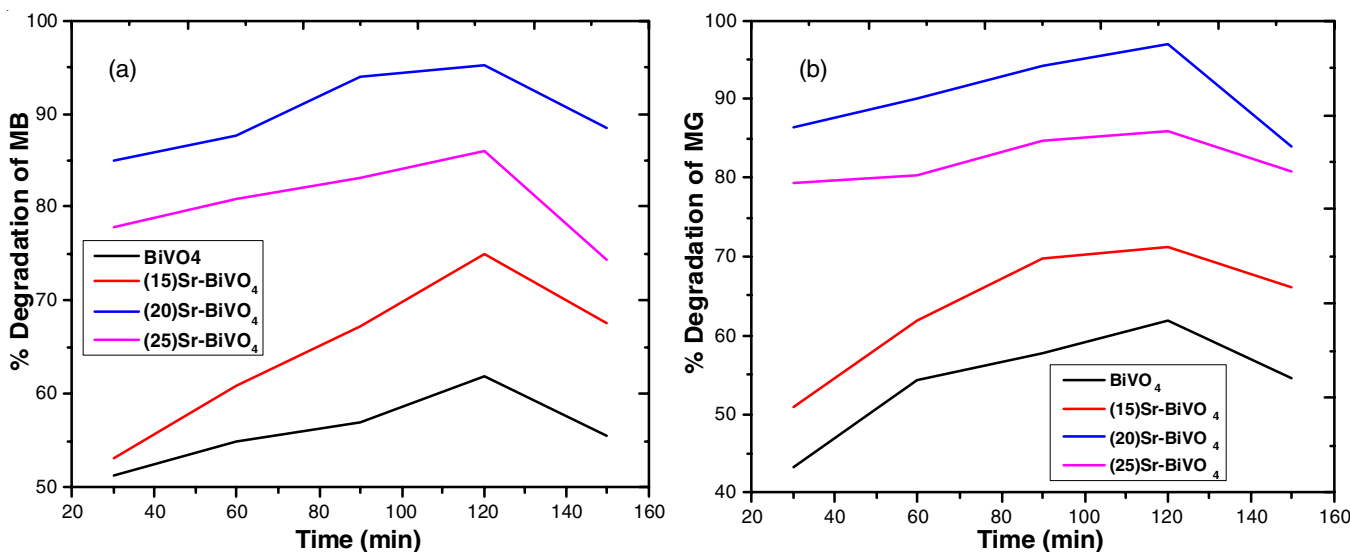 (a)
% Degradation of MB
100
90
80
70
60
50
BiVO4
(15)Sr-BiVO₄
(20)Sr-BiVO₄
(25)Sr-BiVO₄
20 40 60 80 100 120 140 160
Time (min)
(b)
% Degradation of MG
100
90
80
70
60
50
40
BiVO₄
(15)Sr-BiVO₄
(20)Sr-BiVO₄
(25)Sr-BiVO₄
20 40 60 80 100 120 140 160
Time (min)